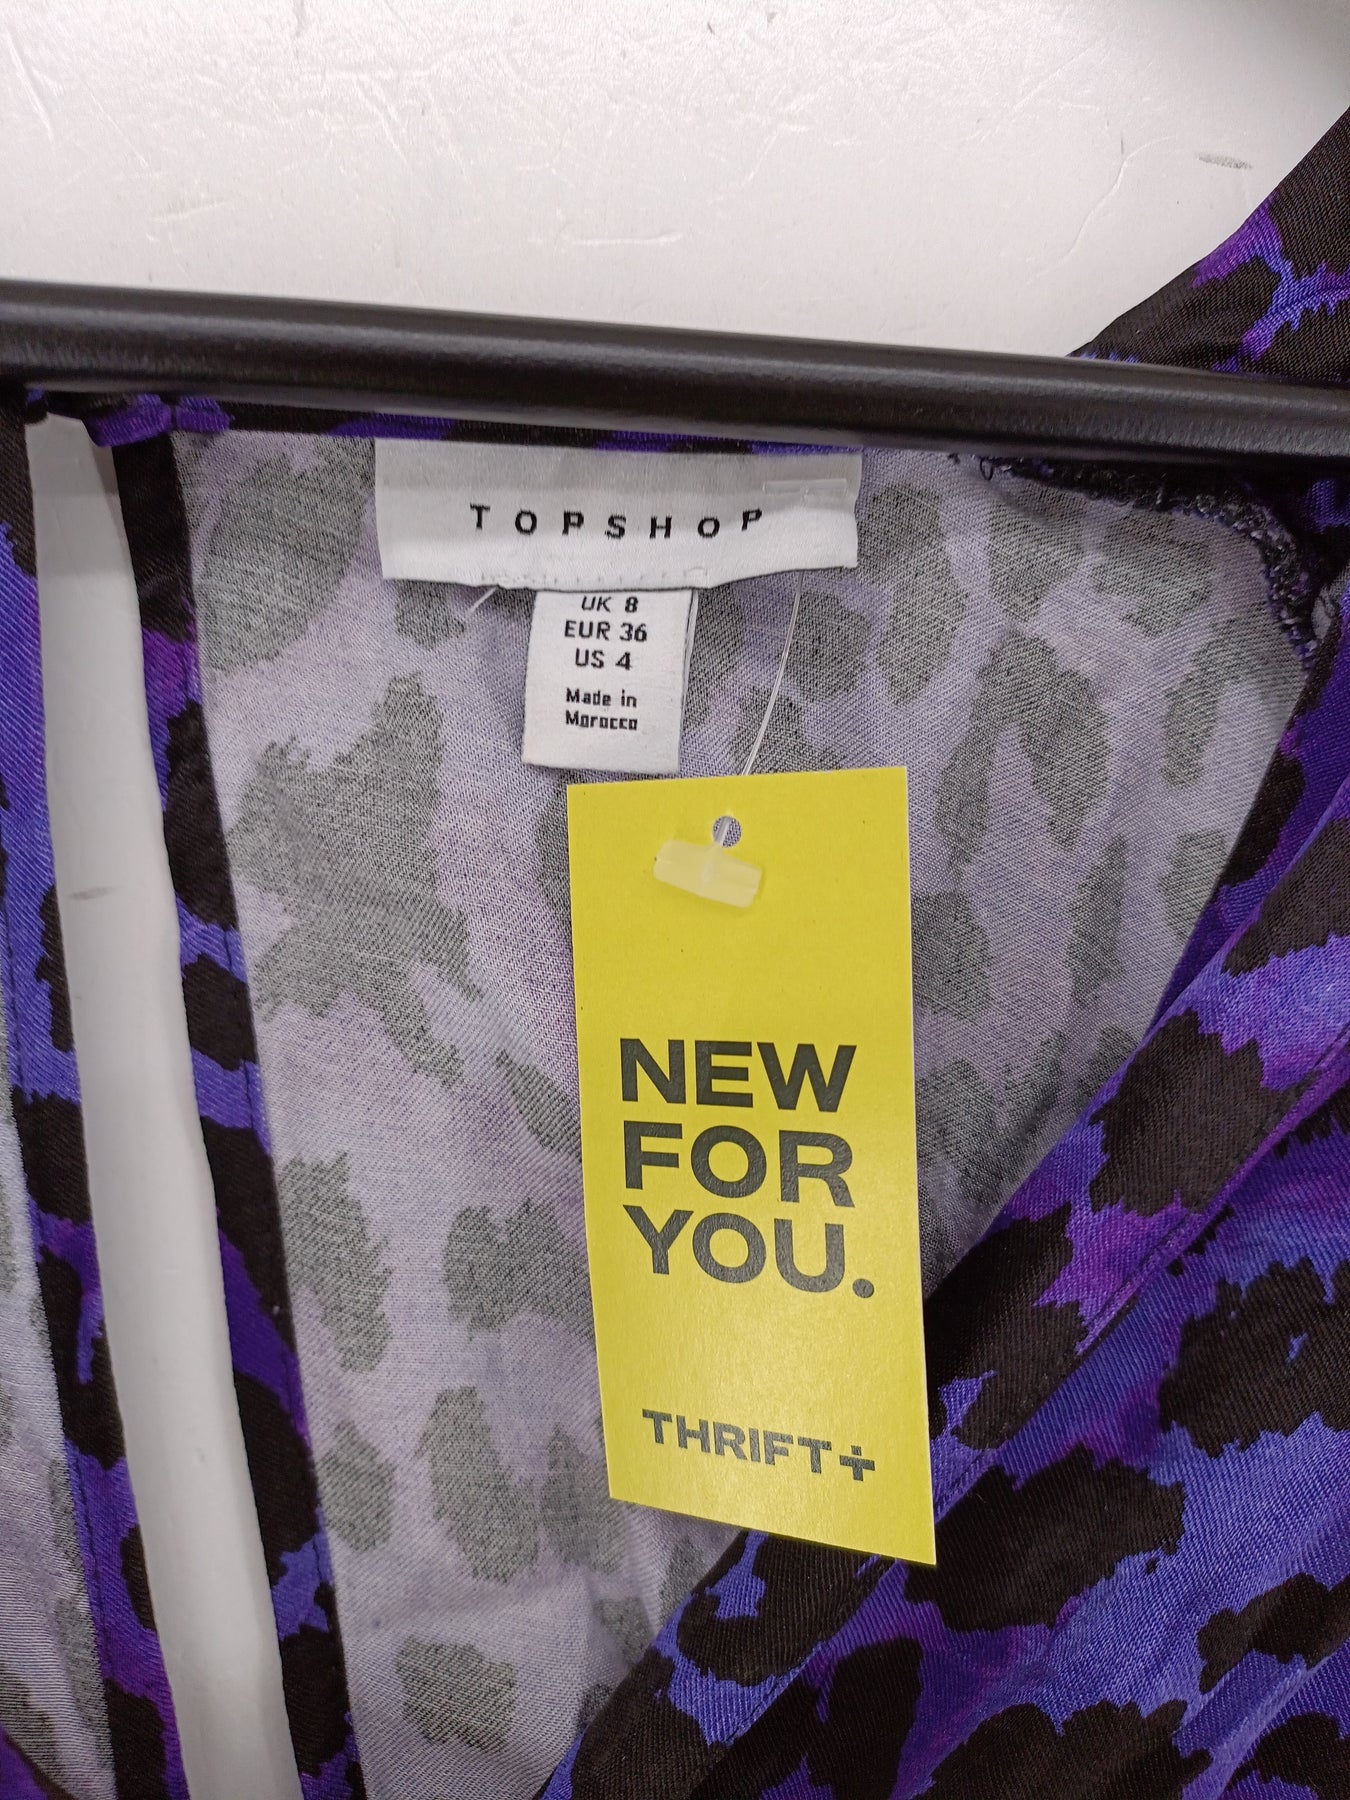 TOPSHOP
UK 8
EUR 36
US 4
Made in
Morocco
NEW
FOR
YOU.
THRIFT+